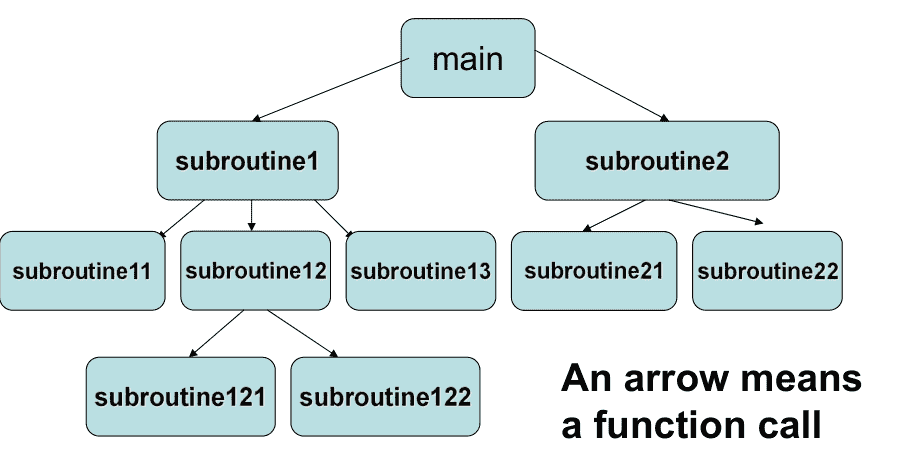 main
subroutine1
subroutine2
subroutine11
subroutine12
subroutine13
subroutine21
subroutine22
subroutine121
subroutine122
An arrow means
a function call